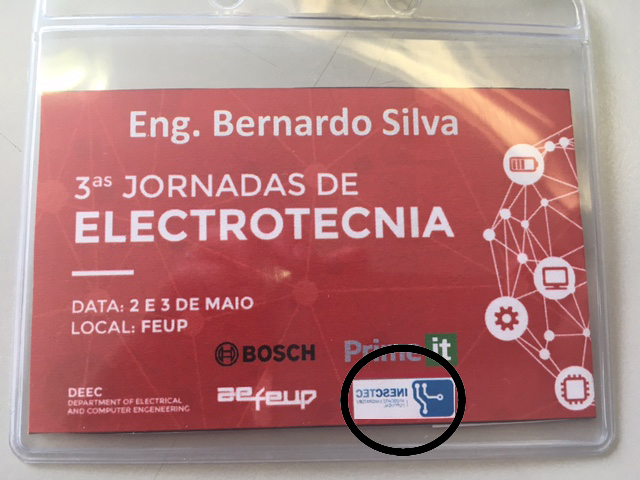 Eng. Bernardo Silva
3as JORNADAS DE
ELECTROTECNIA
DATA: 2 E 3 DE MAIO
LOCAL: FEUP
BOSCH
Prime it
DEEC
DEPARTMENT OF ELECTRICAL
AND COMPUTER ENGENEERING
aefeup
INESCTEC